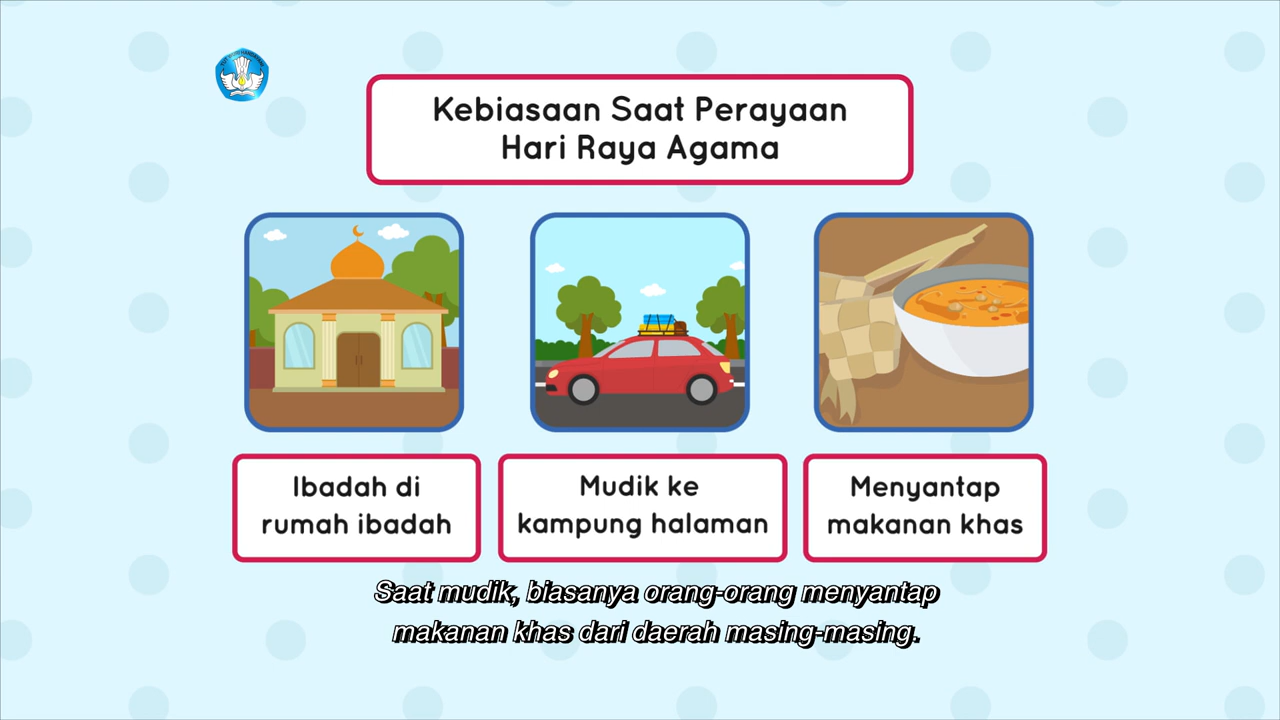 Kebiasaan Saat Perayaan
Hari Raya Agama
Ibadah di
rumah ibadah
Mudik ke
kampung halaman
Menyantap
makanan khas
Saat mudik, biasanya orang-orang menyantap
makanan khas dari daerah masing-masing.